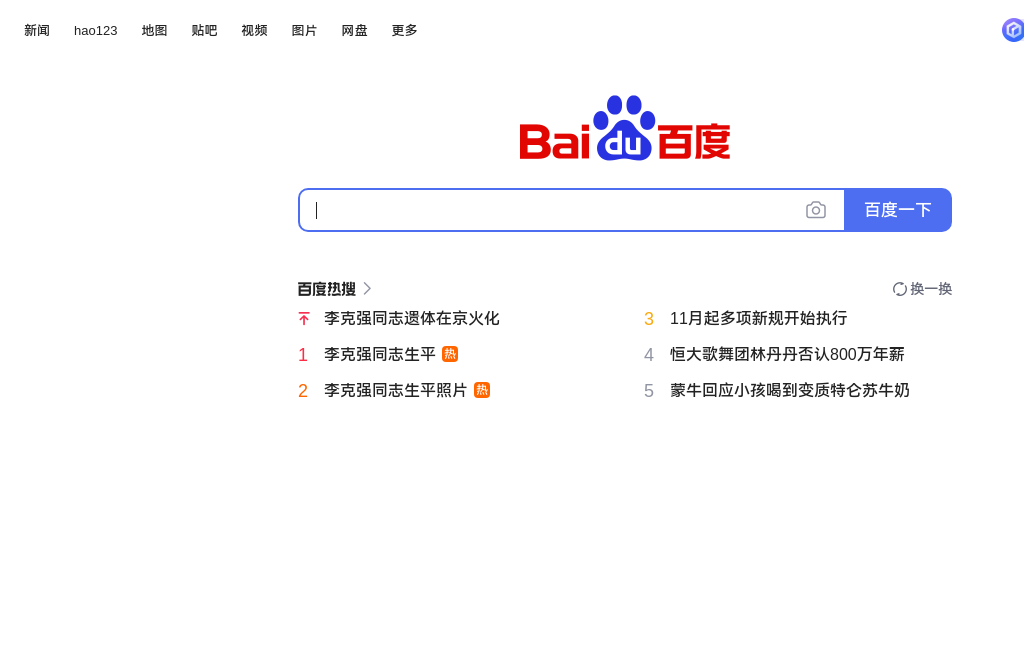 新闻 hao123 地图 贴吧 视频 图片 网盘 更多
Bai du 百度
百度一下
百度热搜 换一换
李克强同志遗体在京火化
1 李克强同志生平 热
2 李克强同志生平照片 热
3 11月起多项新规开始执行
4 恒大歌舞团林丹丹否认800万年薪
5 蒙牛回应小孩喝到变质特仑苏牛奶